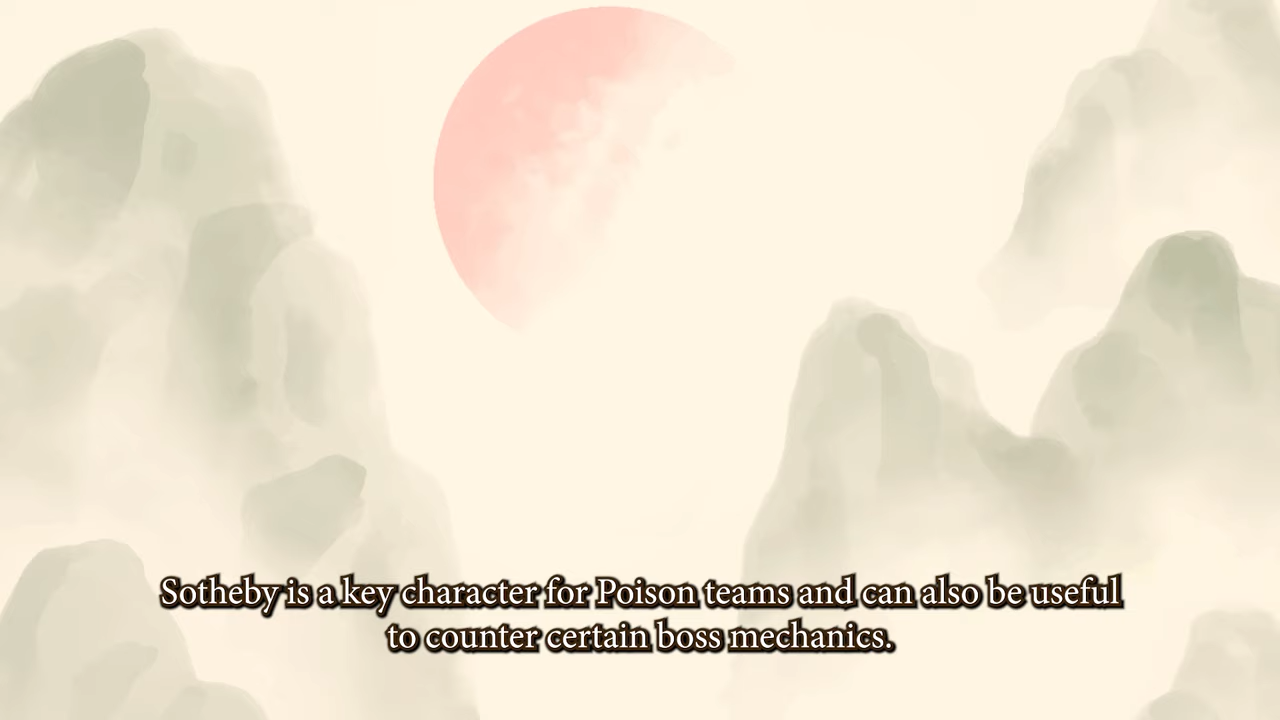 Sotheby is a key character for Poison teams and can also be useful
to counter certain boss mechanics.